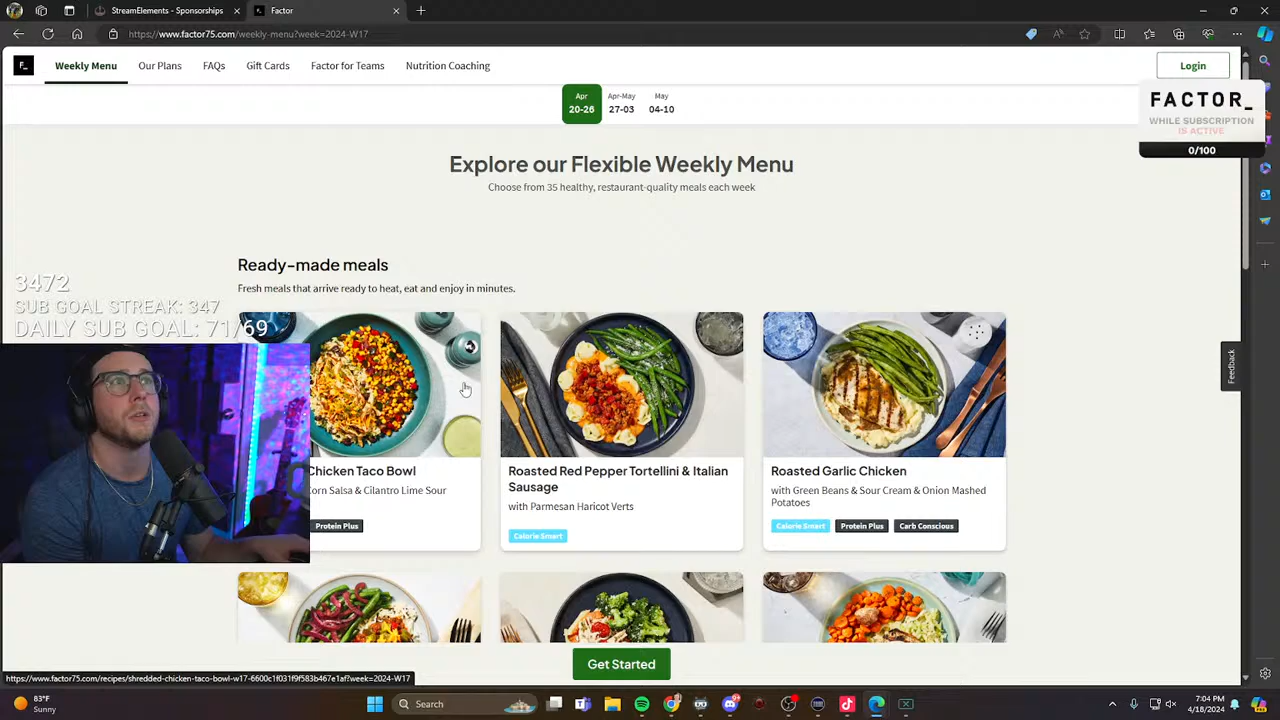 StreamElements - Sponsorships
Factor
https://www.factor75.com/weekly-menu?week=2024-W17
F_
Weekly Menu
Our Plans
FAQs
Gift Cards
Factor for Teams
Nutrition Coaching
Login
Apr
20-26
Apr-May
27-03
May
04-10
FACTOR_
WHILE SUBSCRIPTION
IS ACTIVE
0/100
Explore our Flexible Weekly Menu
Choose from 35 healthy, restaurant-quality meals each week
Ready-made meals
Fresh meals that arrive ready to heat, eat and enjoy in minutes.
3472
SUB GOAL STREAK: 347
DAILY SUB GOAL: 71/69
Feedback
Chicken Taco Bowl
Corn Salsa & Cilantro Lime Sour
Protein Plus
Roasted Red Pepper Tortellini & Italian
Sausage
with Parmesan Haricot Verts
Calorie Smart
Roasted Garlic Chicken
with Green Beans & Sour Cream & Onion Mashed
Potatoes
Calorie Smart
Protein Plus
Carb Conscious
Get Started
https://www.factor75.com/recipes/shredded-chicken-taco-bowl-wip-6600c1f031f9f583b467e1af?week=2024-W17
83°F
Sunny
Search
7:04 PM
4/18/2024